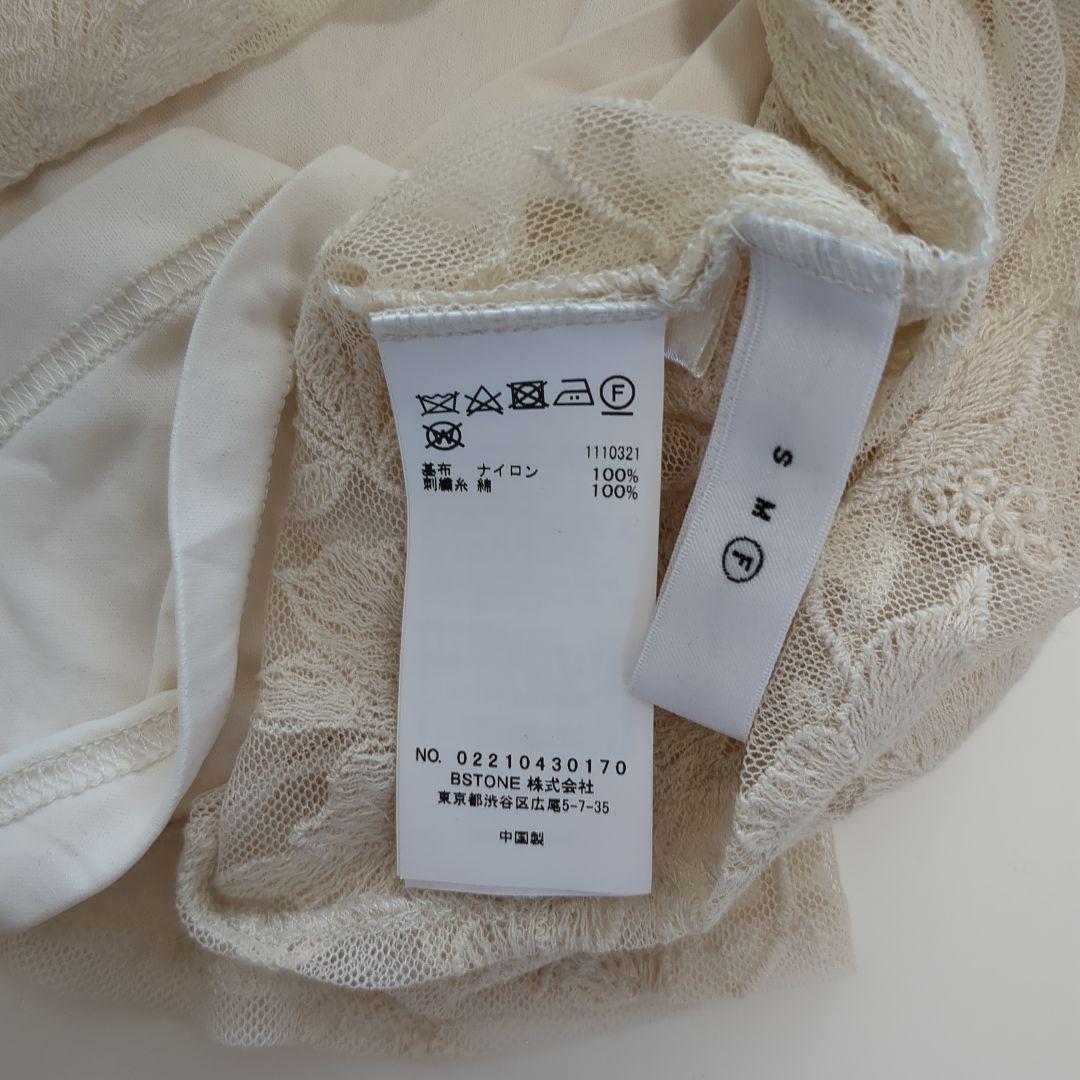 F
W
1110321
基布 ナイロン 100%
刺繍糸 綿 100%
NO. 02210430170
BSTONE 株式会社
東京都渋谷区広尾5-7-35
中国製
S M F